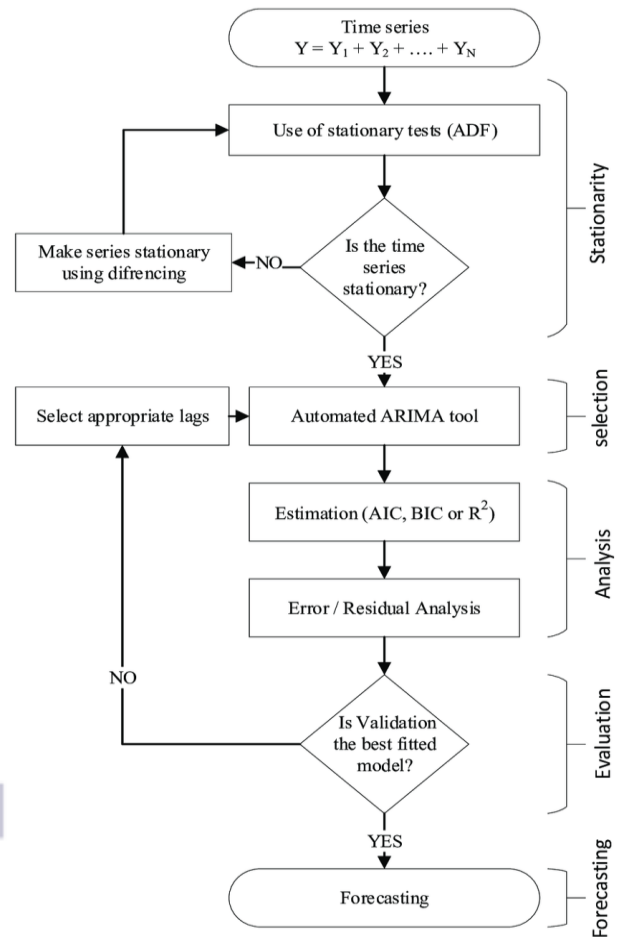 Time series
Y = Y₁ + Y₂ + .... + Yɴ
Use of stationary tests (ADF)
Is the time
series
stationary?
NO
Make series stationary
using difrencing
YES
Stationarity
Select appropriate lags
Automated ARIMA tool
selection
Estimation (AIC, BIC or R²)
Error / Residual Analysis
Analysis
Is Validation
the best fitted
model?
NO
YES
Evaluation
Forecasting
Forecasting